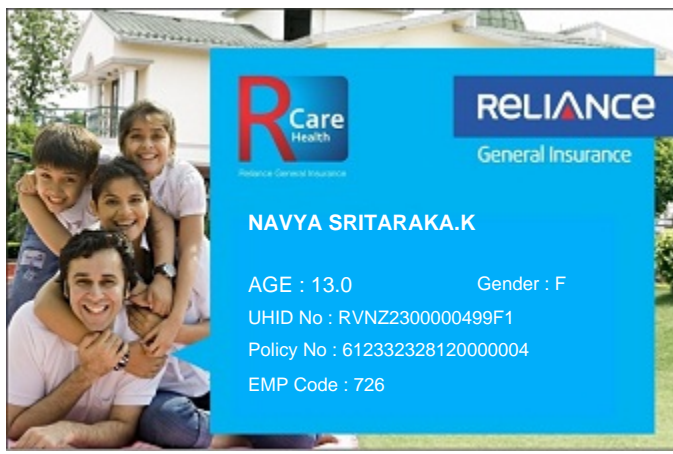 RCare
Health
Reliance General Insurance
RELIANCE
General Insurance
NAVYA SRITARAKA.K
AGE : 13.0 Gender : F
UHID No : RVNZ2300000499F1
Policy No : 612332328120000004
EMP Code : 726